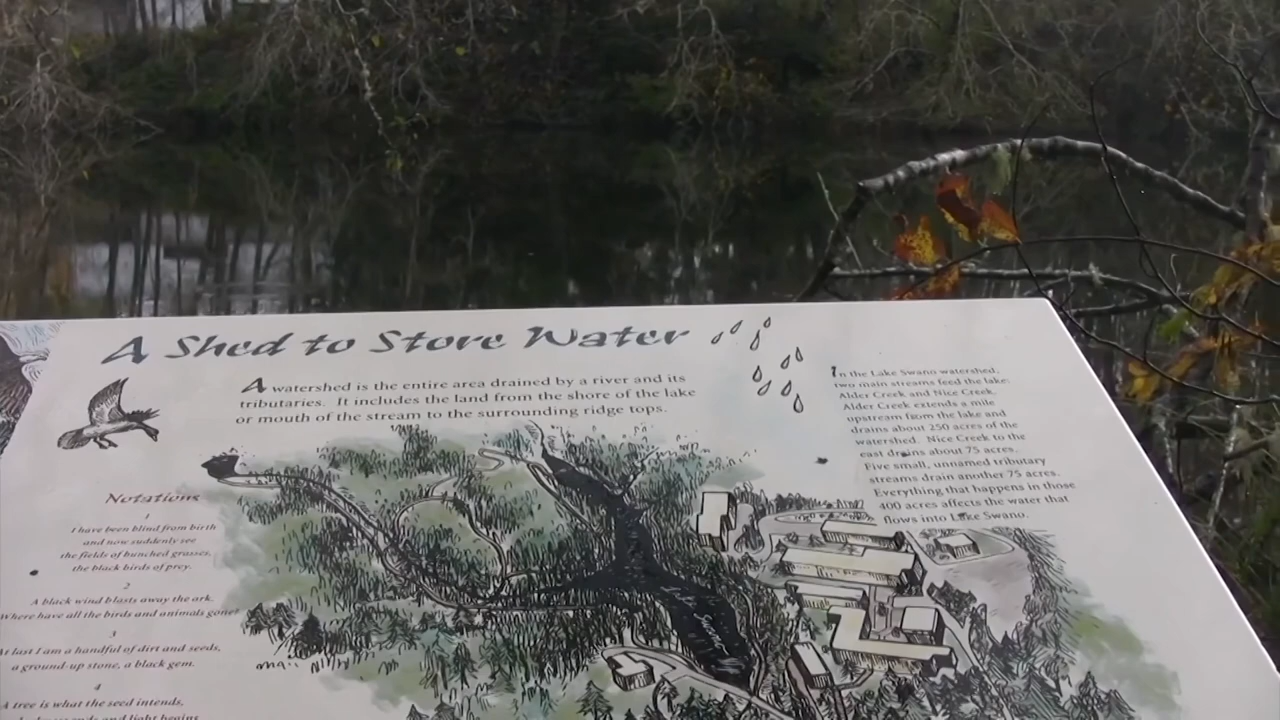 A Shed to Store Water
A watershed is the entire area drained by a river and its
tributaries. It includes the land from the shore of the lake
or mouth of the stream to the surrounding ridge tops.
In the Lake Swano watershed,
two main streams feed the lake:
Alder Creek and Nice Creek.
Alder Creek extends a mile
upstream from the lake and
drains about 250 acres of the
watershed. Nice Creek to the
east drains about 75 acres.
Five small, unnamed tributary
streams drain another 75 acres.
Everything that happens in those
400 acres affects the water that
flows into Lake Swano.
Notations
1
I have been blind from birth
and now suddenly see
the fields of bunched grasses,
the black birds of prey.
2
A black wind blasts away the ark.
Where have all the birds and animals gone?
3
At last I am a handful of dirt and seeds,
a ground-up stone, a black gem.
4
A tree is what the seed intends,
and light begins
Lake Swano